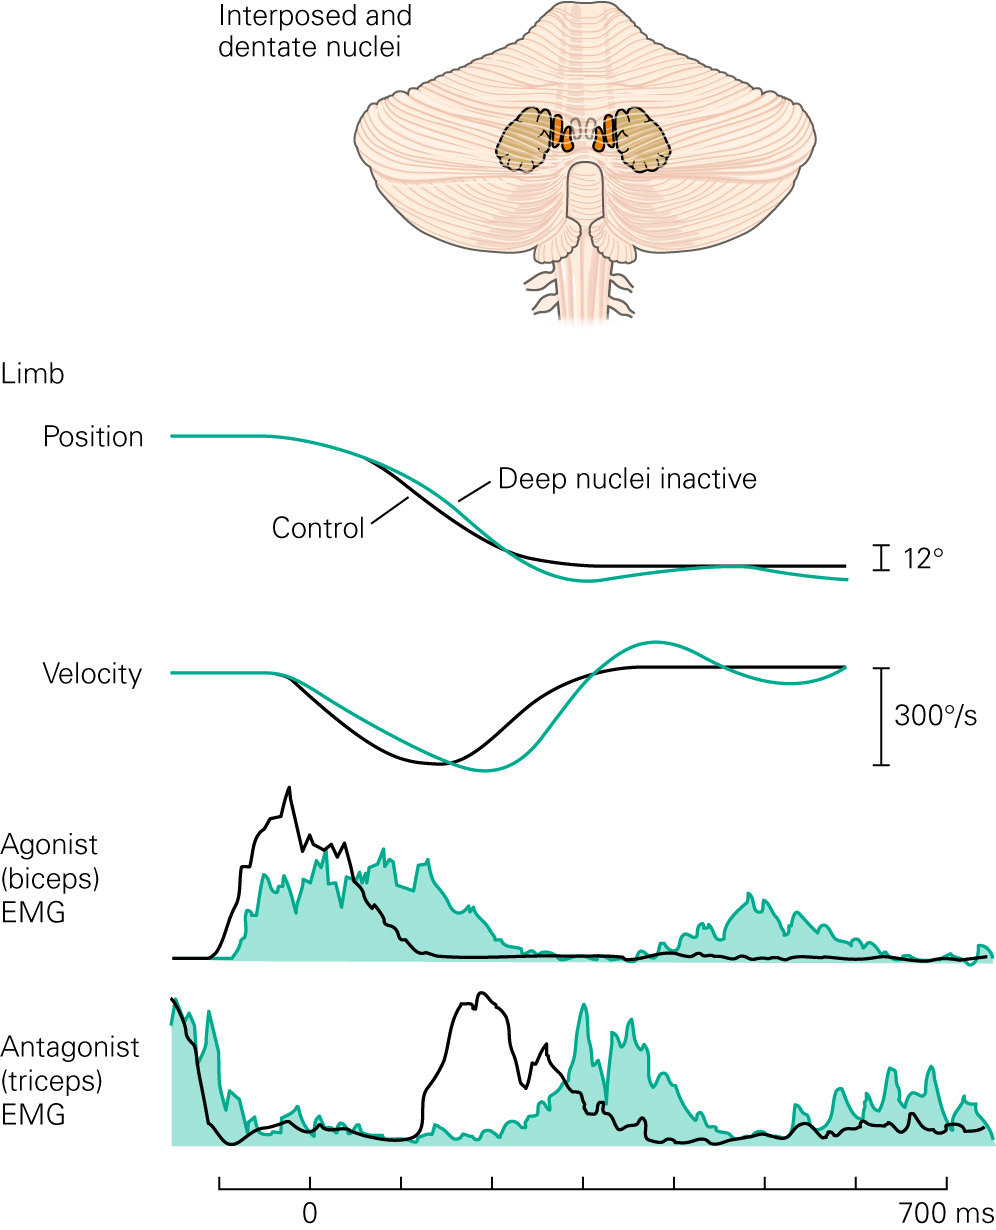 Interposed and
dentate nuclei
Limb
Position
Deep nuclei inactive
Control
12°
Velocity
300°/s
Agonist
(biceps)
EMG
Antagonist
(triceps)
EMG
0
700 ms